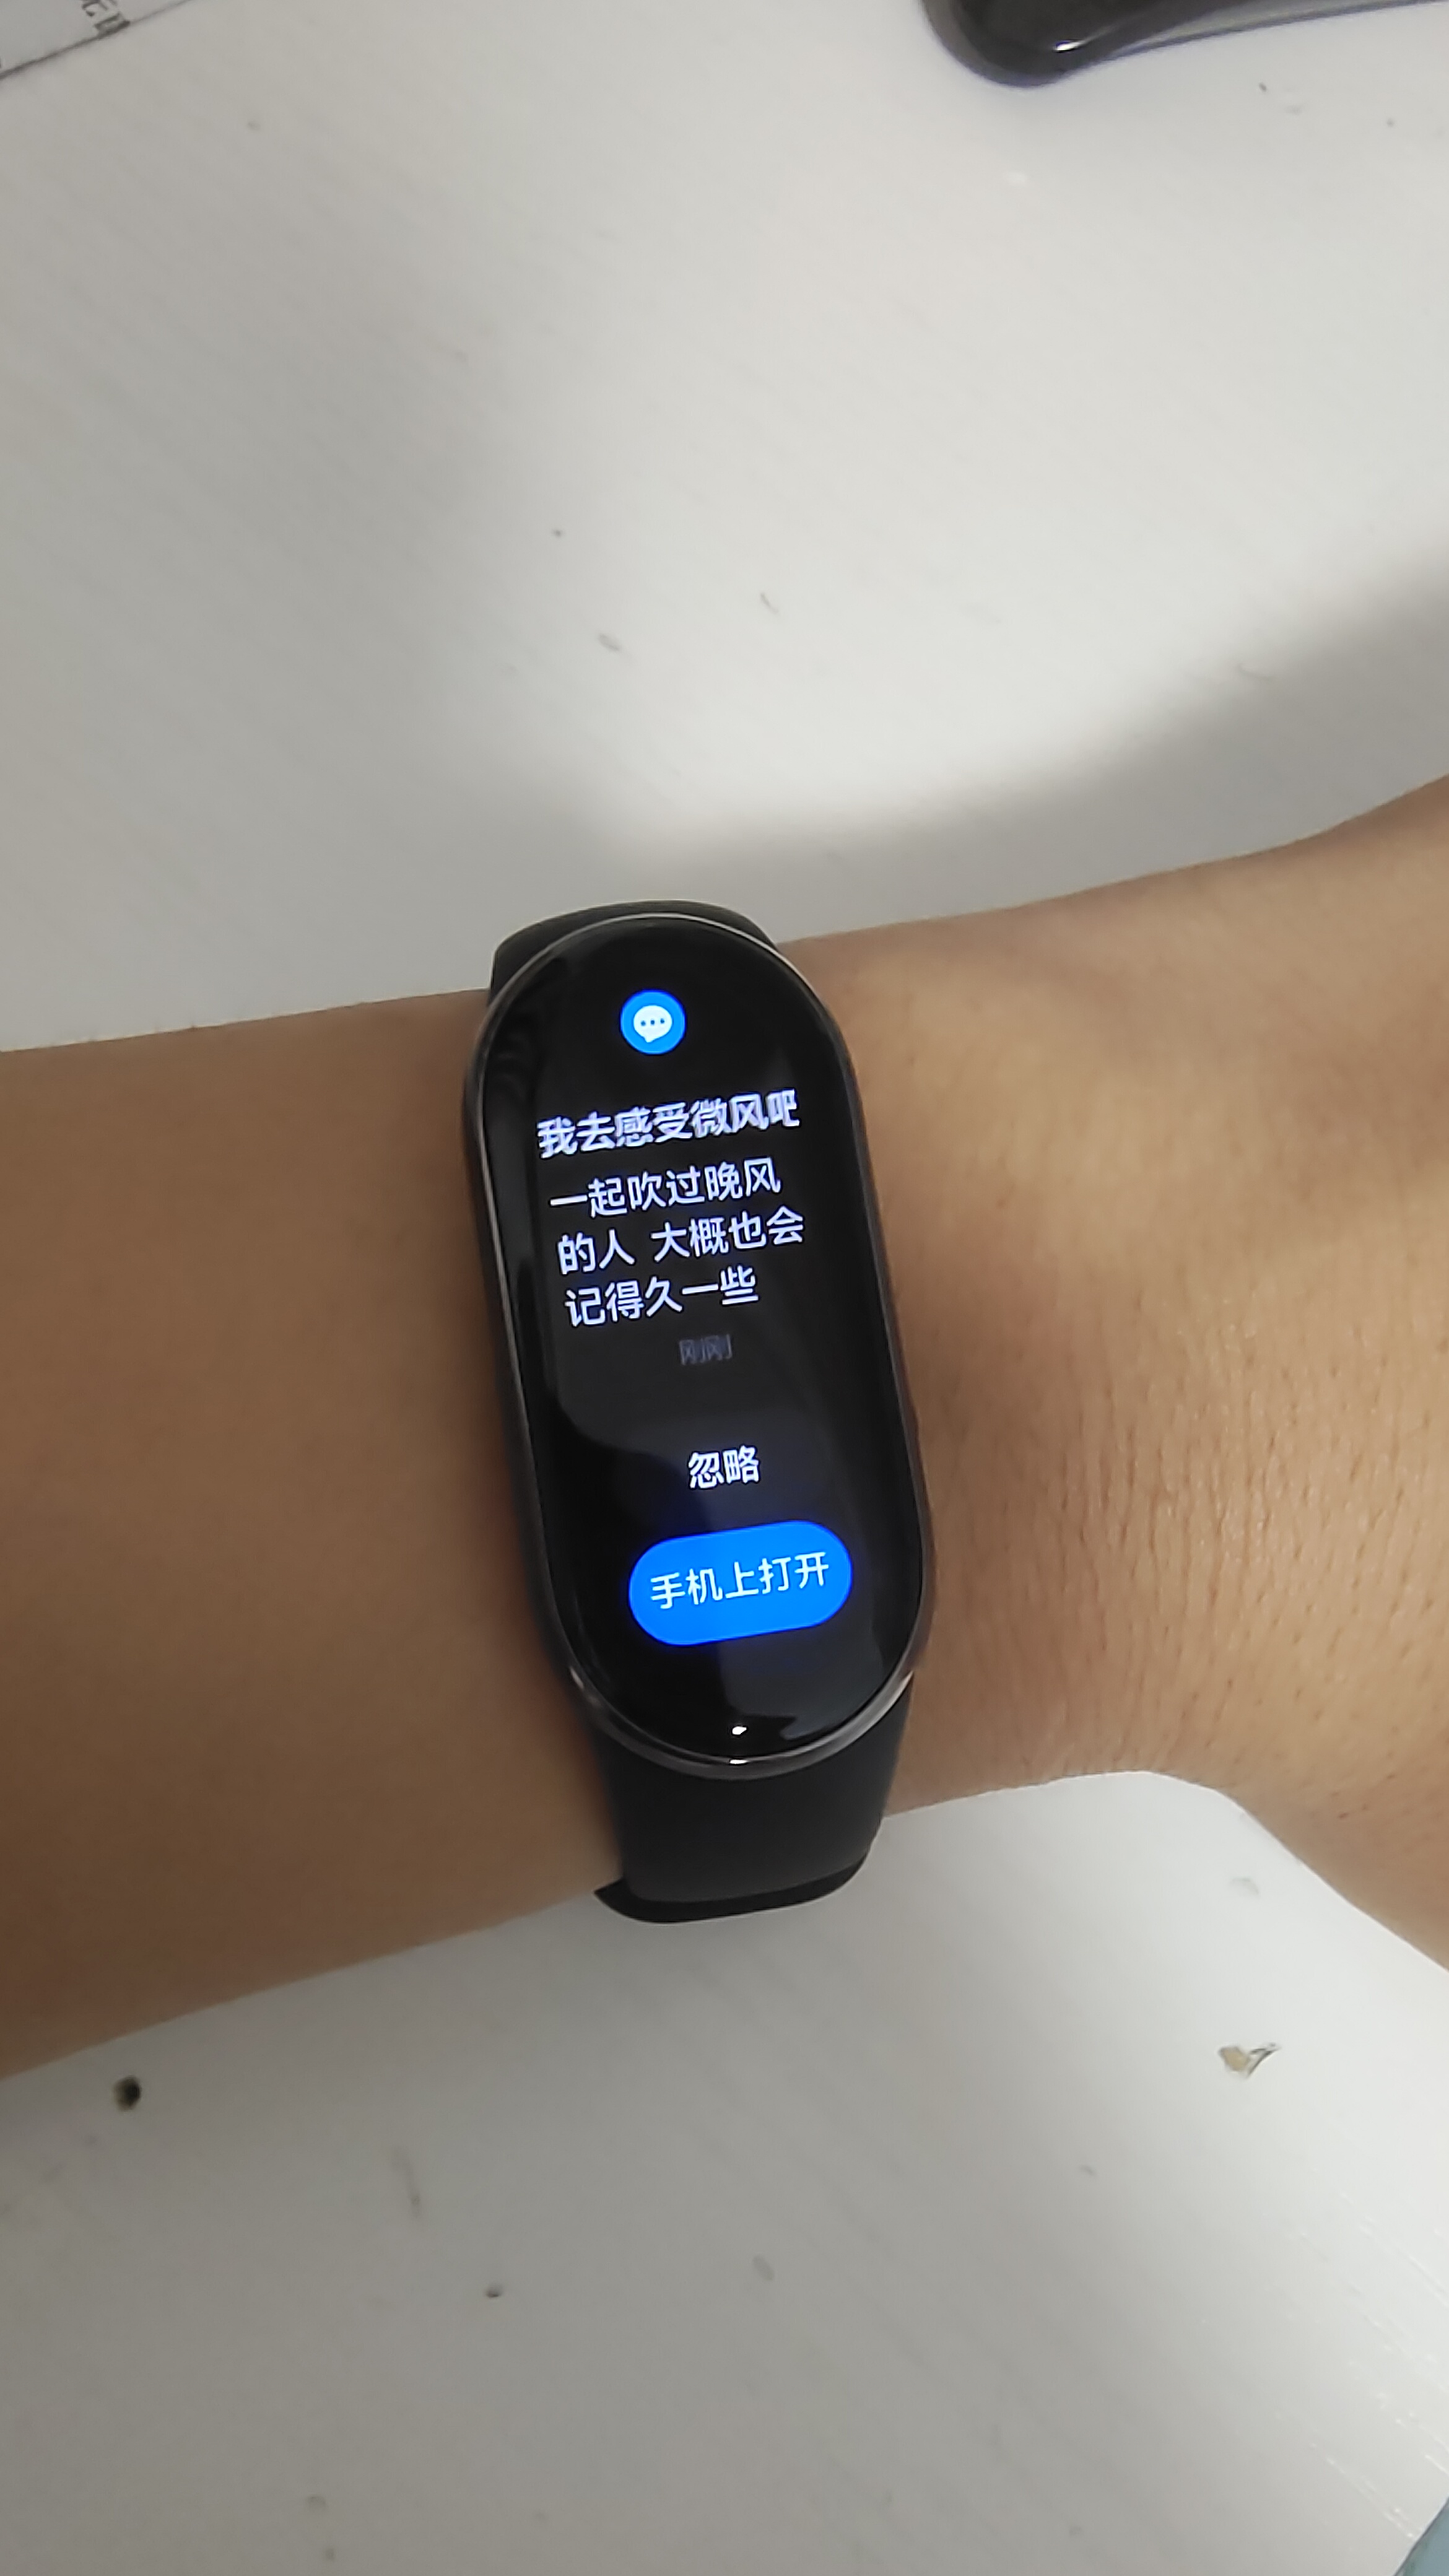 我去感受微风吧
一起吹过晚风
的人 大概也会
记得久一些
刚刚
忽略
手机上打开